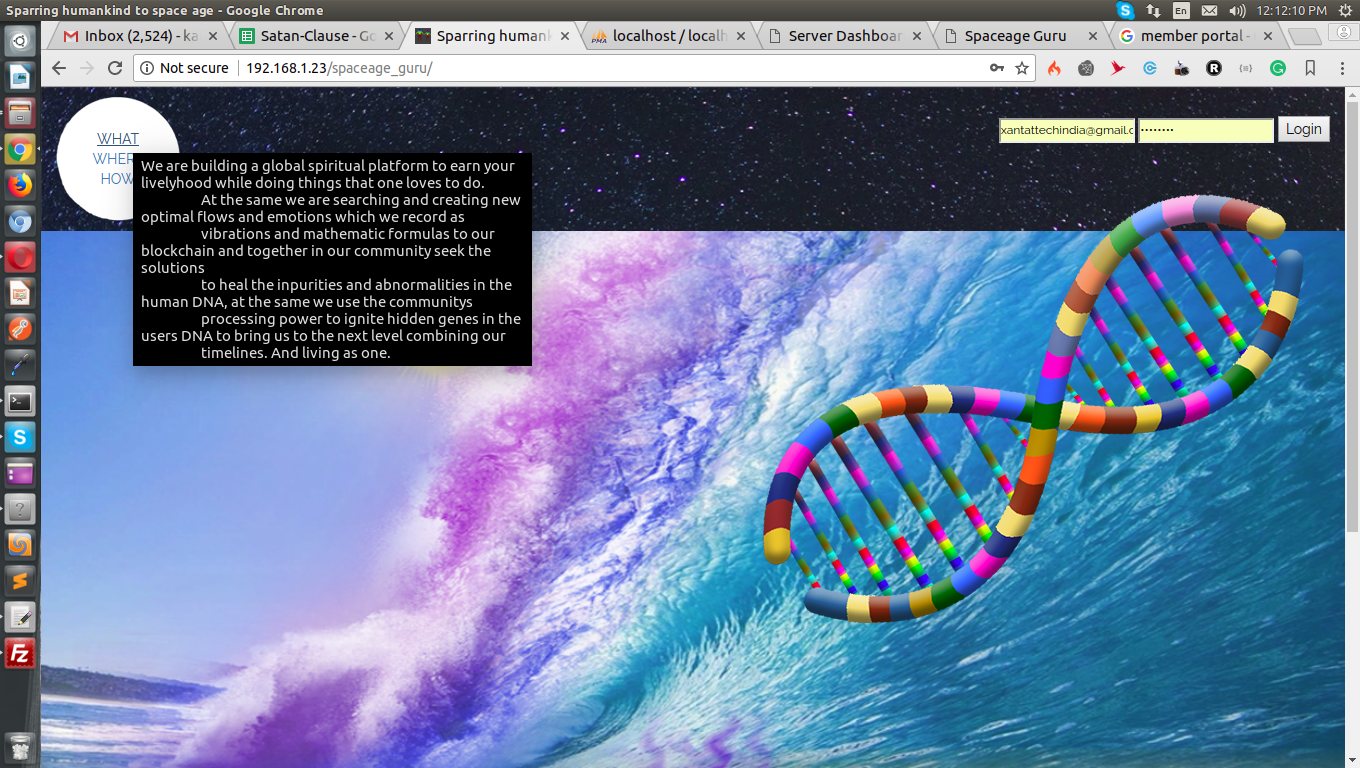 Sparring humankind to space age - Google Chrome
En
12:12:10 PM
Inbox (2,524) - ka
Satan-Clause - Go
Sparring humank
localhost / localh
Server Dashboar
Spaceage Guru
member portal -
Not secure
192.168.1.23/spaceage_guru/
WHAT
WHER
HOW
xantattechindia@gmail.c
Login
We are building a global spiritual platform to earn your
livelyhood while doing things that one loves to do.
At the same we are searching and creating new
optimal flows and emotions which we record as
vibrations and mathematic formulas to our
blockchain and together in our community seek the
solutions
to heal the inpurities and abnormalities in the
human DNA, at the same we use the communitys
processing power to ignite hidden genes in the
users DNA to bring us to the next level combining our
timelines. And living as one.